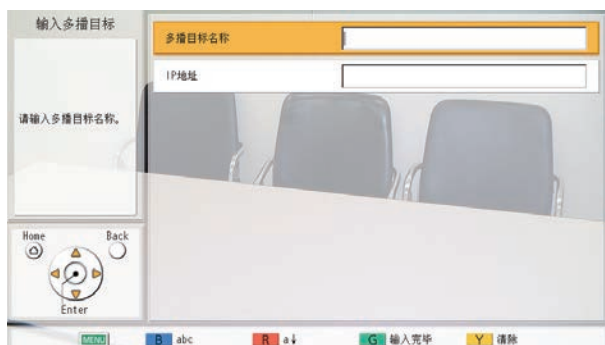 输入多播目标
多播目标名称
IP地址
请输入多播目标名称。
Home Back
Enter
MENU B abc R a↓ G 输入完毕 Y 清除